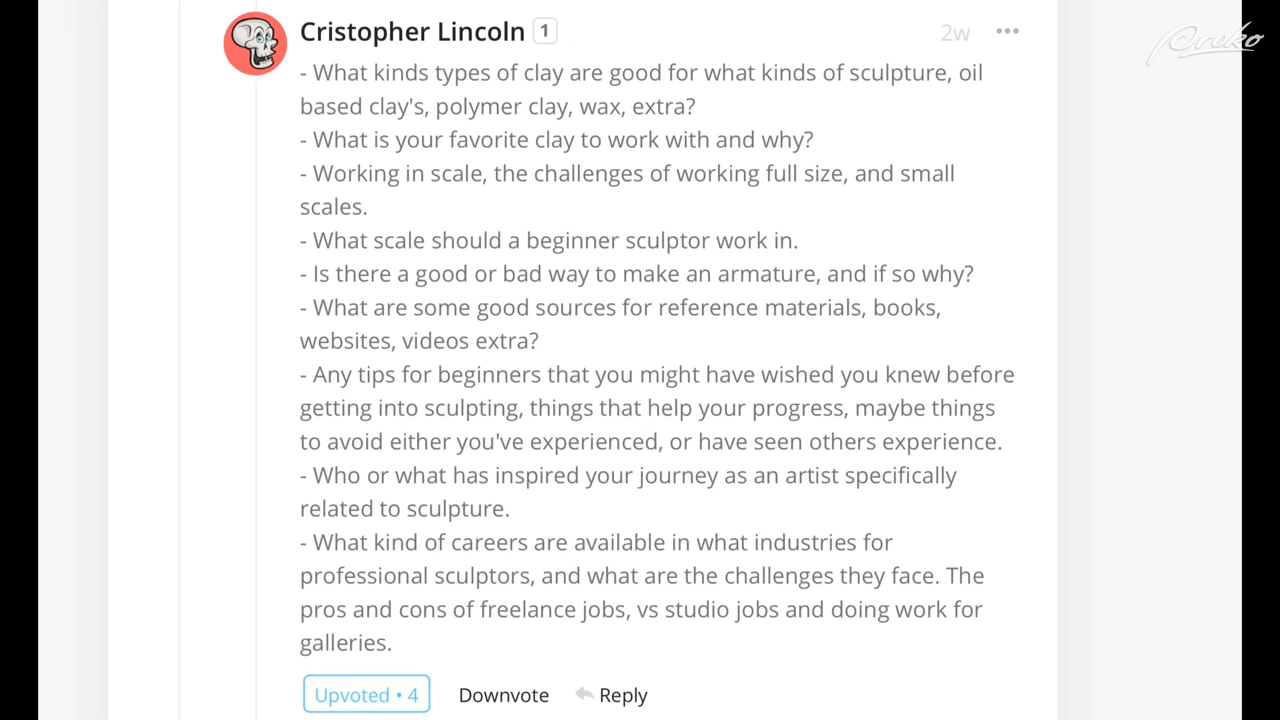 Cristopher Lincoln 1
2w •••
Proko
- What kinds types of clay are good for what kinds of sculpture, oil
based clay's, polymer clay, wax, extra?
- What is your favorite clay to work with and why?
- Working in scale, the challenges of working full size, and small
scales.
- What scale should a beginner sculptor work in.
- Is there a good or bad way to make an armature, and if so why?
- What are some good sources for reference materials, books,
websites, videos extra?
- Any tips for beginners that you might have wished you knew before
getting into sculpting, things that help your progress, maybe things
to avoid either you've experienced, or have seen others experience.
- Who or what has inspired your journey as an artist specifically
related to sculpture.
- What kind of careers are available in what industries for
professional sculptors, and what are the challenges they face. The
pros and cons of freelance jobs, vs studio jobs and doing work for
galleries.
Upvoted • 4 Downvote Reply